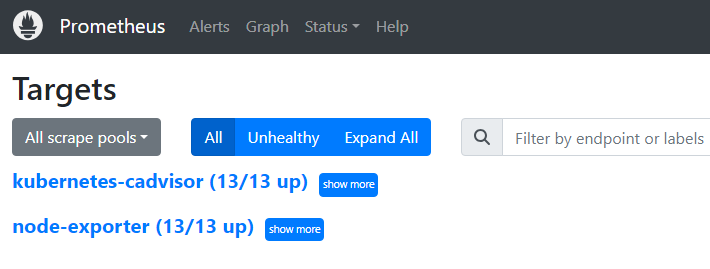 Prometheus Alerts Graph Status Help
Targets
All scrape pools All Unhealthy Expand All Filter by endpoint or labels
kubernetes-cadvisor (13/13 up) show more
node-exporter (13/13 up) show more